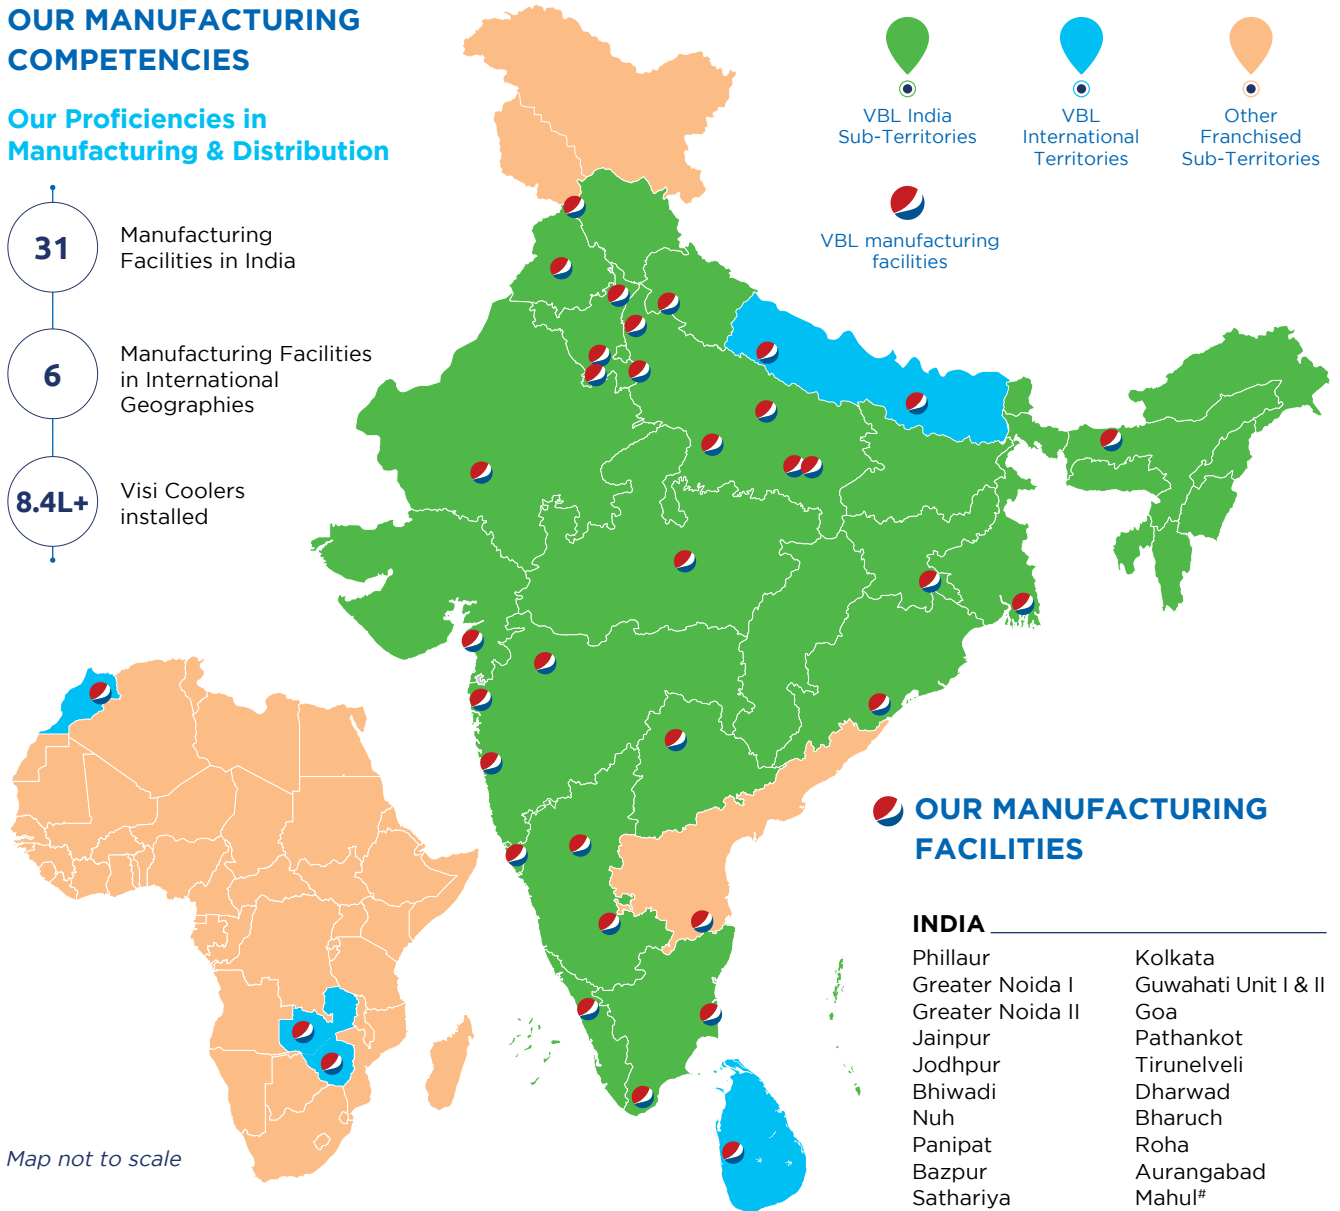 OUR MANUFACTURING
COMPETENCIES
Our Proficiencies in
Manufacturing & Distribution
31
Manufacturing
Facilities in India
6
Manufacturing Facilities
in International
Geographies
8.4L+
Visi Coolers
installed
VBL India
Sub-Territories
VBL
International
Territories
Other
Franchised
Sub-Territories
VBL manufacturing
facilities
Map not to scale
OUR MANUFACTURING
FACILITIES
INDIA
Phillaur
Greater Noida I
Greater Noida II
Jainpur
Jodhpur
Bhiwadi
Nuh
Panipat
Bazpur
Sathariya
Kolkata
Guwahati Unit I & II
Goa
Pathankot
Tirunelveli
Dharwad
Bharuch
Roha
Aurangabad
Mahul#